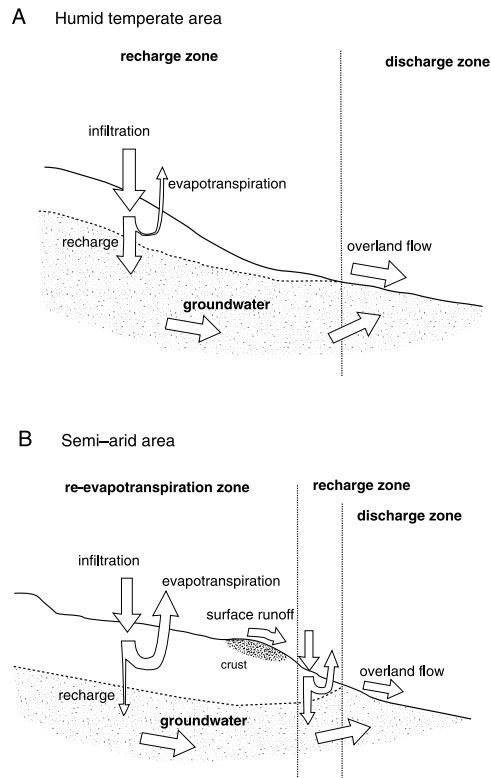 A Humid temperate area
recharge zone
discharge zone
infiltration
evapotranspiration
recharge
overland flow
groundwater
B Semi–arid area
re–evapotranspiration zone
recharge zone
discharge zone
infiltration
evapotranspiration
surface runoff
crust
overland flow
recharge
groundwater